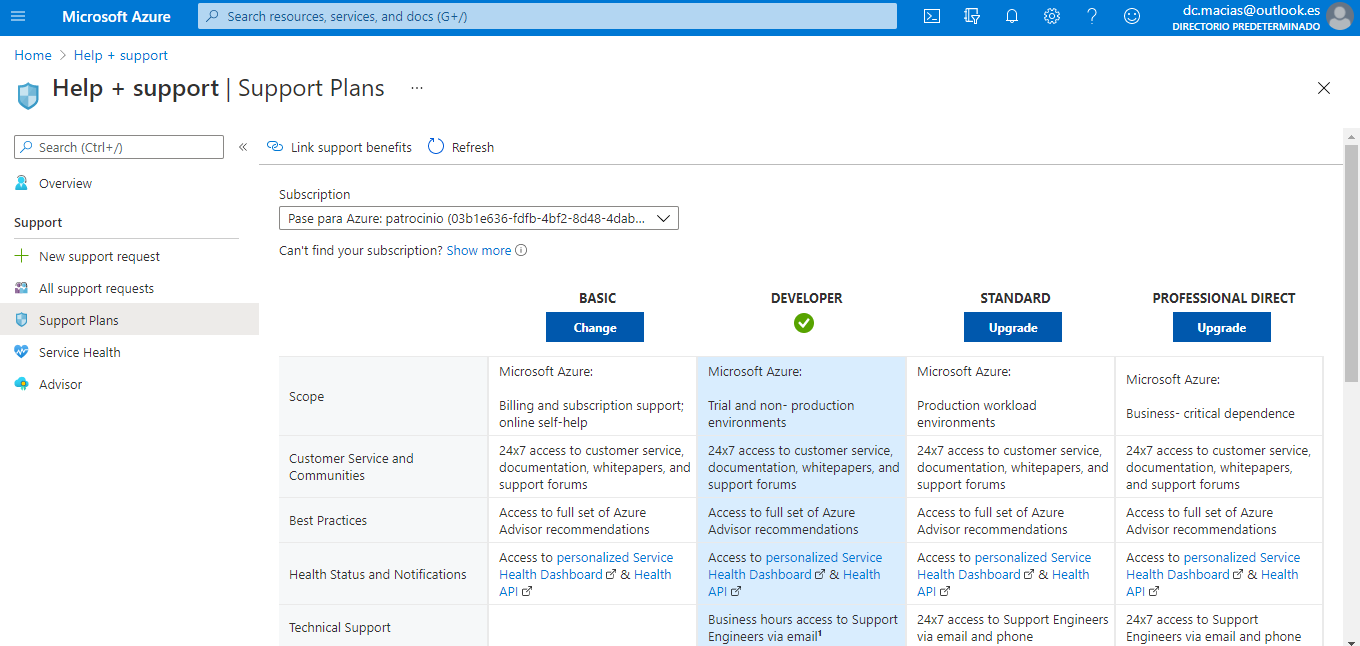 Microsoft Azure
Search resources, services, and docs (G+/)
dc.macias@outlook.es
DIRECTORIO PREDETERMINADO
Home > Help + support
Help + support | Support Plans ...
Search (Ctrl+/)
«
Link support benefits
Refresh
Overview
Support
New support request
All support requests
Support Plans
Service Health
Advisor
Subscription
Pase para Azure: patrocinio (03b1e636-fdfb-4bf2-8d48-4dab...
Can't find your subscription? Show more
BASIC
DEVELOPER
STANDARD
PROFESSIONAL DIRECT
Change
Upgrade
Upgrade
Scope
Microsoft Azure:
Billing and subscription support;
online self-help
Microsoft Azure:
Trial and non- production
environments
Microsoft Azure:
Production workload
environments
Microsoft Azure:
Business- critical dependence
Customer Service and
Communities
24x7 access to customer service,
documentation, whitepapers, and
support forums
24x7 access to customer service,
documentation, whitepapers, and
support forums
24x7 access to customer service,
documentation, whitepapers, and
support forums
24x7 access to customer service,
documentation, whitepapers,
and support forums
Best Practices
Access to full set of Azure
Advisor recommendations
Access to full set of Azure
Advisor recommendations
Access to full set of Azure
Advisor recommendations
Access to full set of Azure
Advisor recommendations
Health Status and Notifications
Access to personalized Service
Health Dashboard & Health
API
Access to personalized Service
Health Dashboard & Health
API
Access to personalized Service
Health Dashboard & Health
API
Access to personalized Service
Health Dashboard & Health
API
Technical Support
Business hours access to Support
Engineers via email¹
24x7 access to Support Engineers
via email and phone
24x7 access to Support
Engineers via email and phone